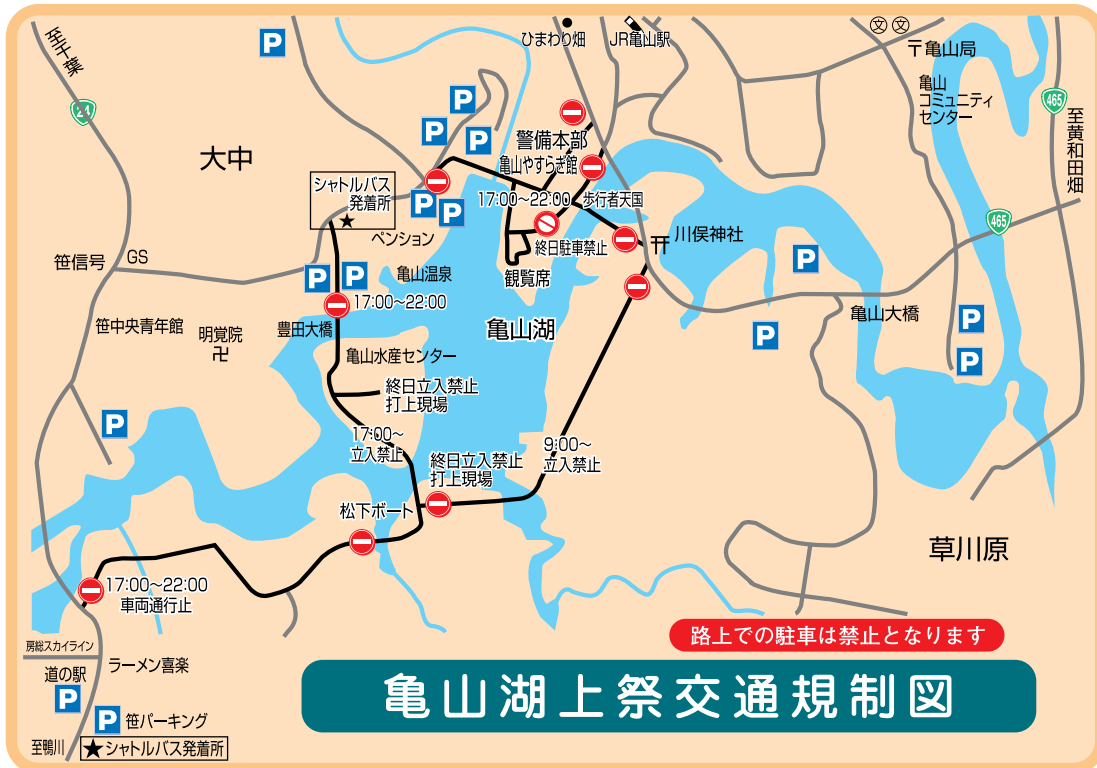 至千葉
24
P
大中
ひまわり畑
JR亀山駅
文 文
〒亀山局
亀山
コミュニティ
センター
465
至黄和田畑
P
P
P
警備本部
亀山やすらぎ館
シャトルバス
発着所
★
P
P
17:00～22:00
歩行者天国
終日駐車禁止
観覧席
ペンション
川俣神社
465
笹信号
GS
P
P
亀山温泉
17:00～22:00
P
亀山大橋
笹中央青年館
明覚院
卍
豊田大橋
亀山湖
P
P
P
亀山水産センター
終日立入禁止
打上現場
P
17:00～
立入禁止
終日立入禁止
打上現場
9:00～
立入禁止
松下ボート
草川原
17:00～22:00
車両通行止
路上での駐車は禁止となります
房総スカイライン
ラーメン喜楽
道の駅
P
亀山湖上祭交通規制図
P
笹パーキング
至鴨川
★シャトルバス発着所